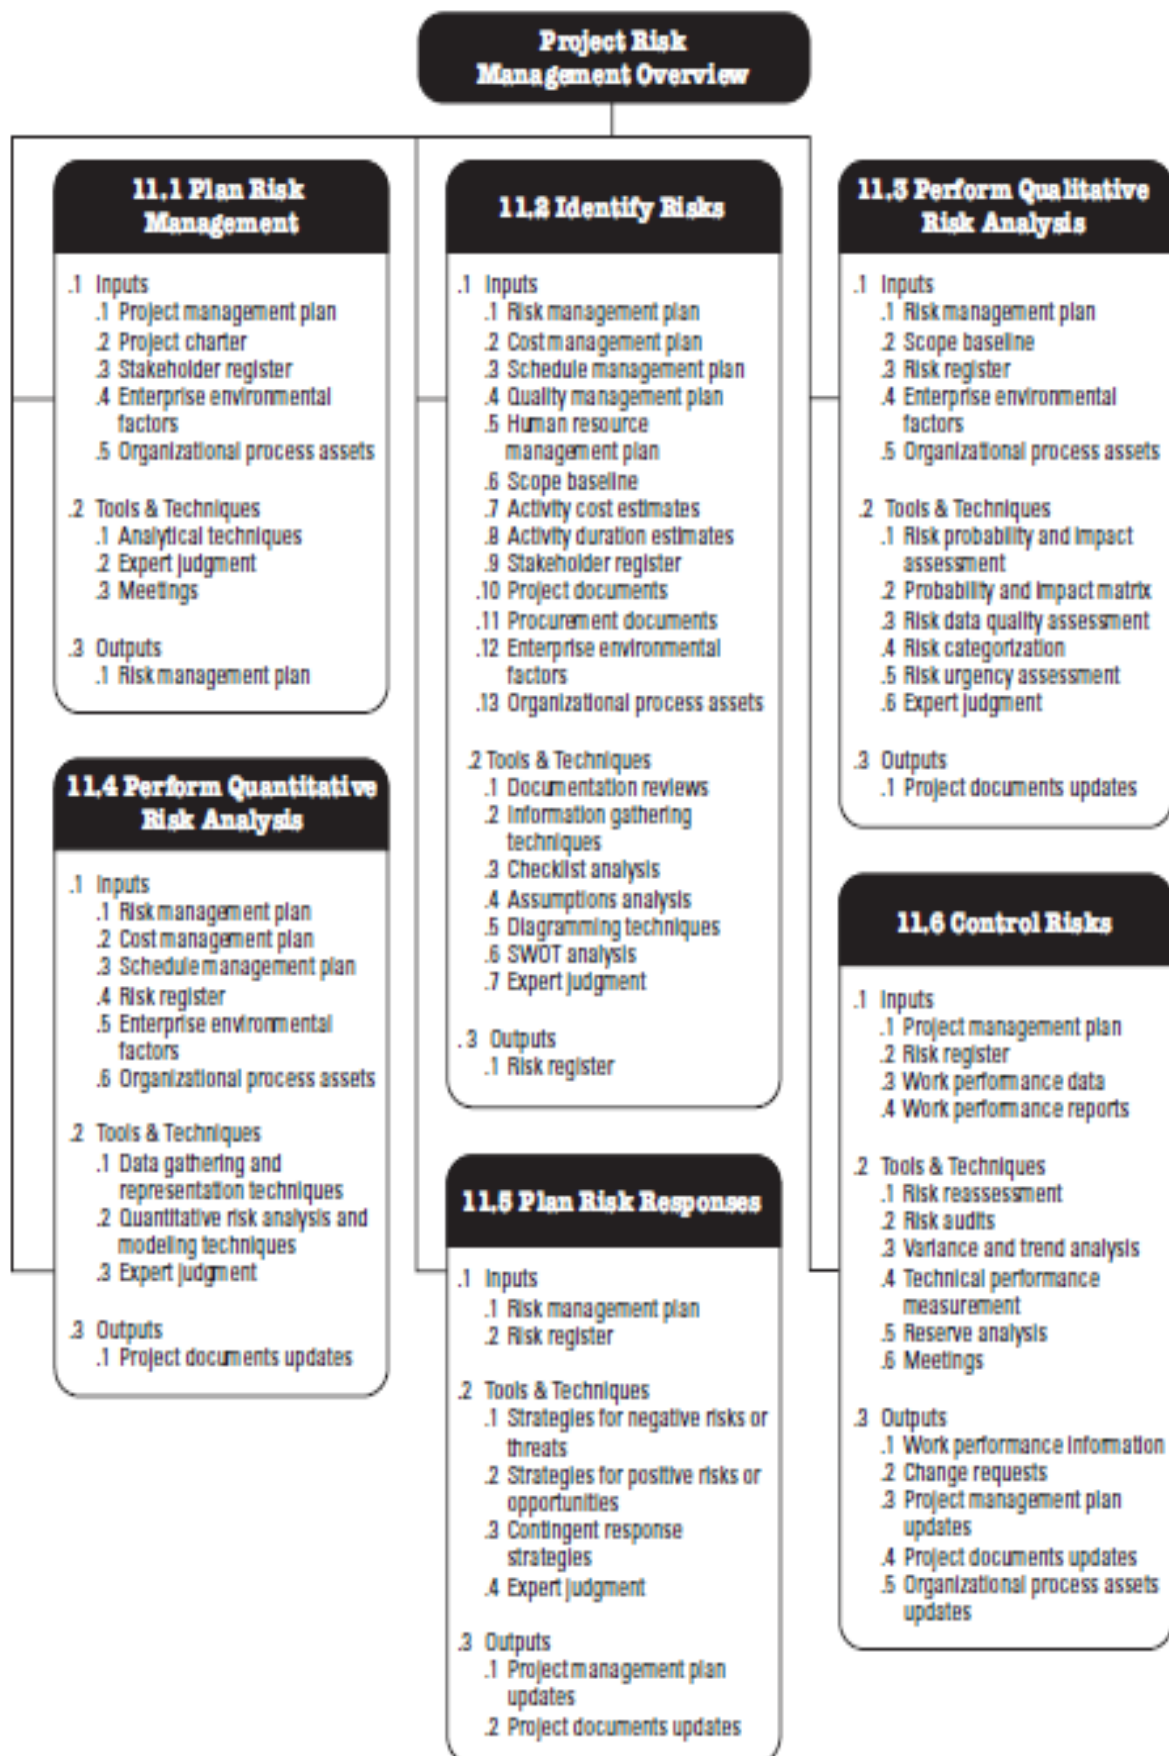 Project Risk
Management Overview
11.1 Plan Risk
Management
.1 Inputs
.1 Project management plan
.2 Project charter
.3 Stakeholder register
.4 Enterprise environmental
factors
.5 Organizational process assets
.2 Tools & Techniques
.1 Analytical techniques
.2 Expert judgment
.3 Meetings
.3 Outputs
.1 Risk management plan
11.2 Identify Risks
.1 Inputs
.1 Risk management plan
.2 Cost management plan
.3 Schedule management plan
.4 Quality management plan
.5 Human resource
management plan
.6 Scope baseline
.7 Activity cost estimates
.8 Activity duration estimates
.9 Stakeholder register
.10 Project documents
.11 Procurement documents
.12 Enterprise environmental
factors
.13 Organizational process assets
.2 Tools & Techniques
.1 Documentation reviews
.2 Information gathering
techniques
.3 Checklist analysis
.4 Assumptions analysis
.5 Diagramming techniques
.6 SWOT analysis
.7 Expert judgment
.3 Outputs
.1 Risk register
11.3 Perform Qualitative
Risk Analysis
.1 Inputs
.1 Risk management plan
.2 Scope baseline
.3 Risk register
.4 Enterprise environmental
factors
.5 Organizational process assets
.2 Tools & Techniques
.1 Risk probability and impact
assessment
.2 Probability and impact matrix
.3 Risk data quality assessment
.4 Risk categorization
.5 Risk urgency assessment
.6 Expert judgment
.3 Outputs
.1 Project documents updates
11.4 Perform Quantitative
Risk Analysis
.1 Inputs
.1 Risk management plan
.2 Cost management plan
.3 Schedule management plan
.4 Risk register
.5 Enterprise environmental
factors
.6 Organizational process assets
.2 Tools & Techniques
.1 Data gathering and
representation techniques
.2 Quantitative risk analysis and
modeling techniques
.3 Expert judgment
.3 Outputs
.1 Project documents updates
11.5 Plan Risk Responses
.1 Inputs
.1 Risk management plan
.2 Risk register
.2 Tools & Techniques
.1 Strategies for negative risks or
threats
.2 Strategies for positive risks or
opportunities
.3 Contingent response
strategies
.4 Expert judgment
.3 Outputs
.1 Project management plan
updates
.2 Project documents updates
11.6 Control Risks
.1 Inputs
.1 Project management plan
.2 Risk register
.3 Work performance data
.4 Work performance reports
.2 Tools & Techniques
.1 Risk reassessment
.2 Risk audits
.3 Variance and trend analysis
.4 Technical performance
measurement
.5 Reserve analysis
.6 Meetings
.3 Outputs
.1 Work performance information
.2 Change requests
.3 Project management plan
updates
.4 Project documents updates
.5 Organizational process assets
updates